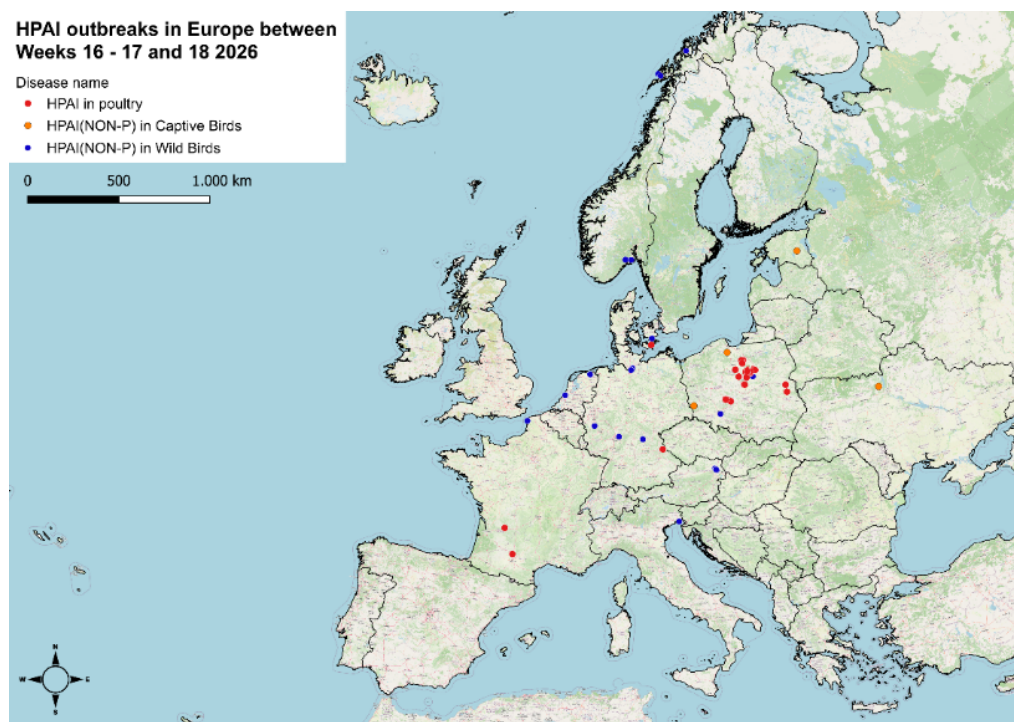 HPAI outbreaks in Europe between
Weeks 16 - 17 and 18 2026
Disease name
HPAI in poultry
HPAI(NON-P) in Captive Birds
HPAI(NON-P) in Wild Birds
0 500 1.000 km
N
W E
S